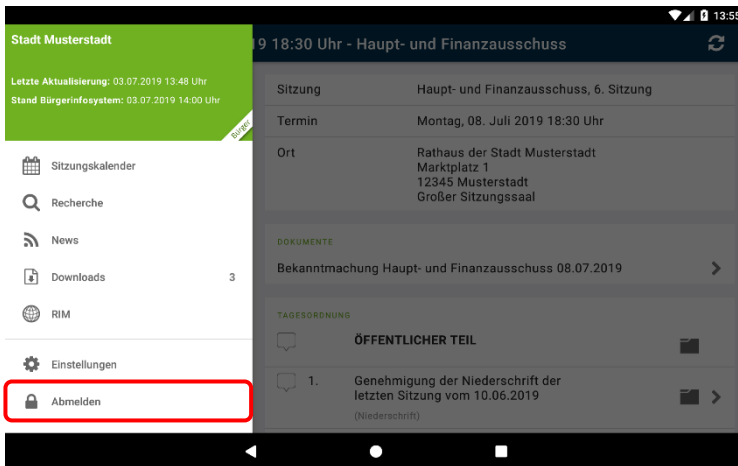 13:55
Stadt Musterstadt
Letzte Aktualisierung: 03.07.2019 13:48 Uhr
Stand Bürgerinfosystem: 03.07.2019 14:00 Uhr
Bürger
Sitzungskalender
Recherche
News
Downloads 3
RIM
Einstellungen
Abmelden
19 18:30 Uhr - Haupt- und Finanzausschuss
Sitzung Haupt- und Finanzausschuss, 6. Sitzung
Termin Montag, 08. Juli 2019 18:30 Uhr
Ort Rathaus der Stadt Musterstadt
Marktplatz 1
12345 Musterstadt
Großer Sitzungssaal
DOKUMENTE
Bekanntmachung Haupt- und Finanzausschuss 08.07.2019
TAGESORDNUNG
ÖFFENTLICHER TEIL
1. Genehmigung der Niederschrift der
letzten Sitzung vom 10.06.2019
(Niederschrift)